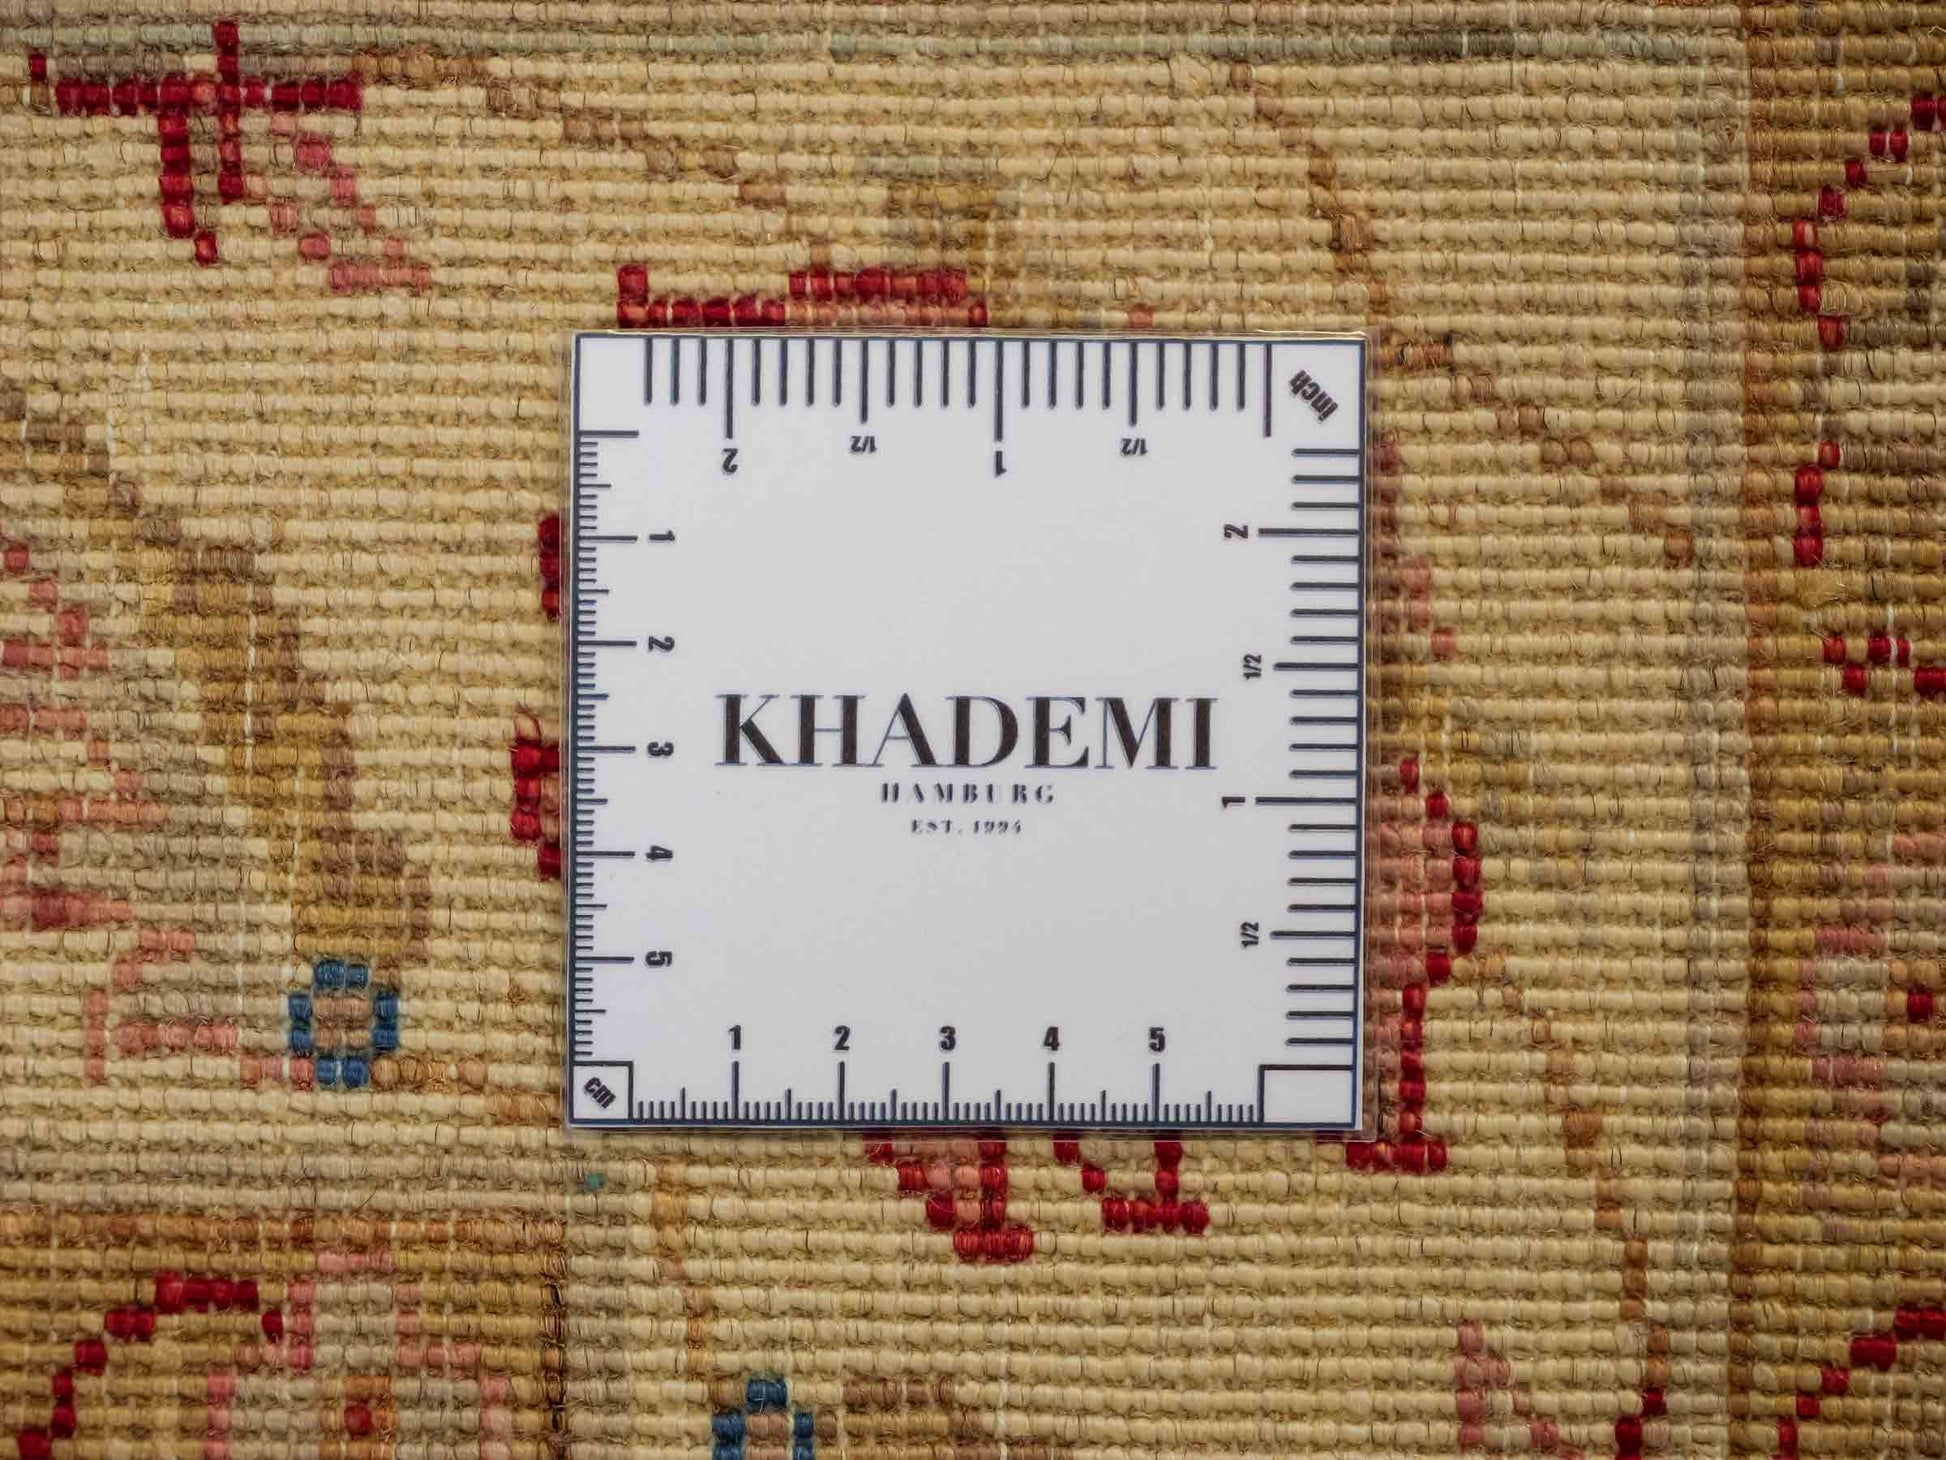 inch
2 1/2 1 1/2
1
2
3
4
5
2
1/2
1
1/2
KHADEMI
HAMBURG
EST. 1994
cm
1 2 3 4 5